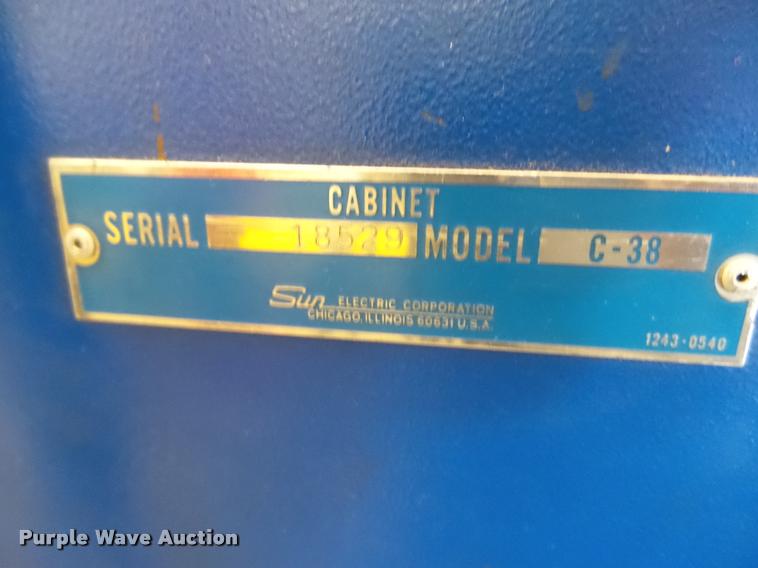 CABINET
SERIAL 18529 MODEL C-38
Sun ELECTRIC CORPORATION
CHICAGO, ILLINOIS 60631 U.S.A.
1243-0540
Purple Wave Auction